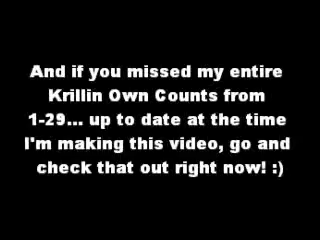 And if you missed my entire
Krillin Own Counts from
1-29... up to date at the time
I'm making this video, go and
check that out right now! :)